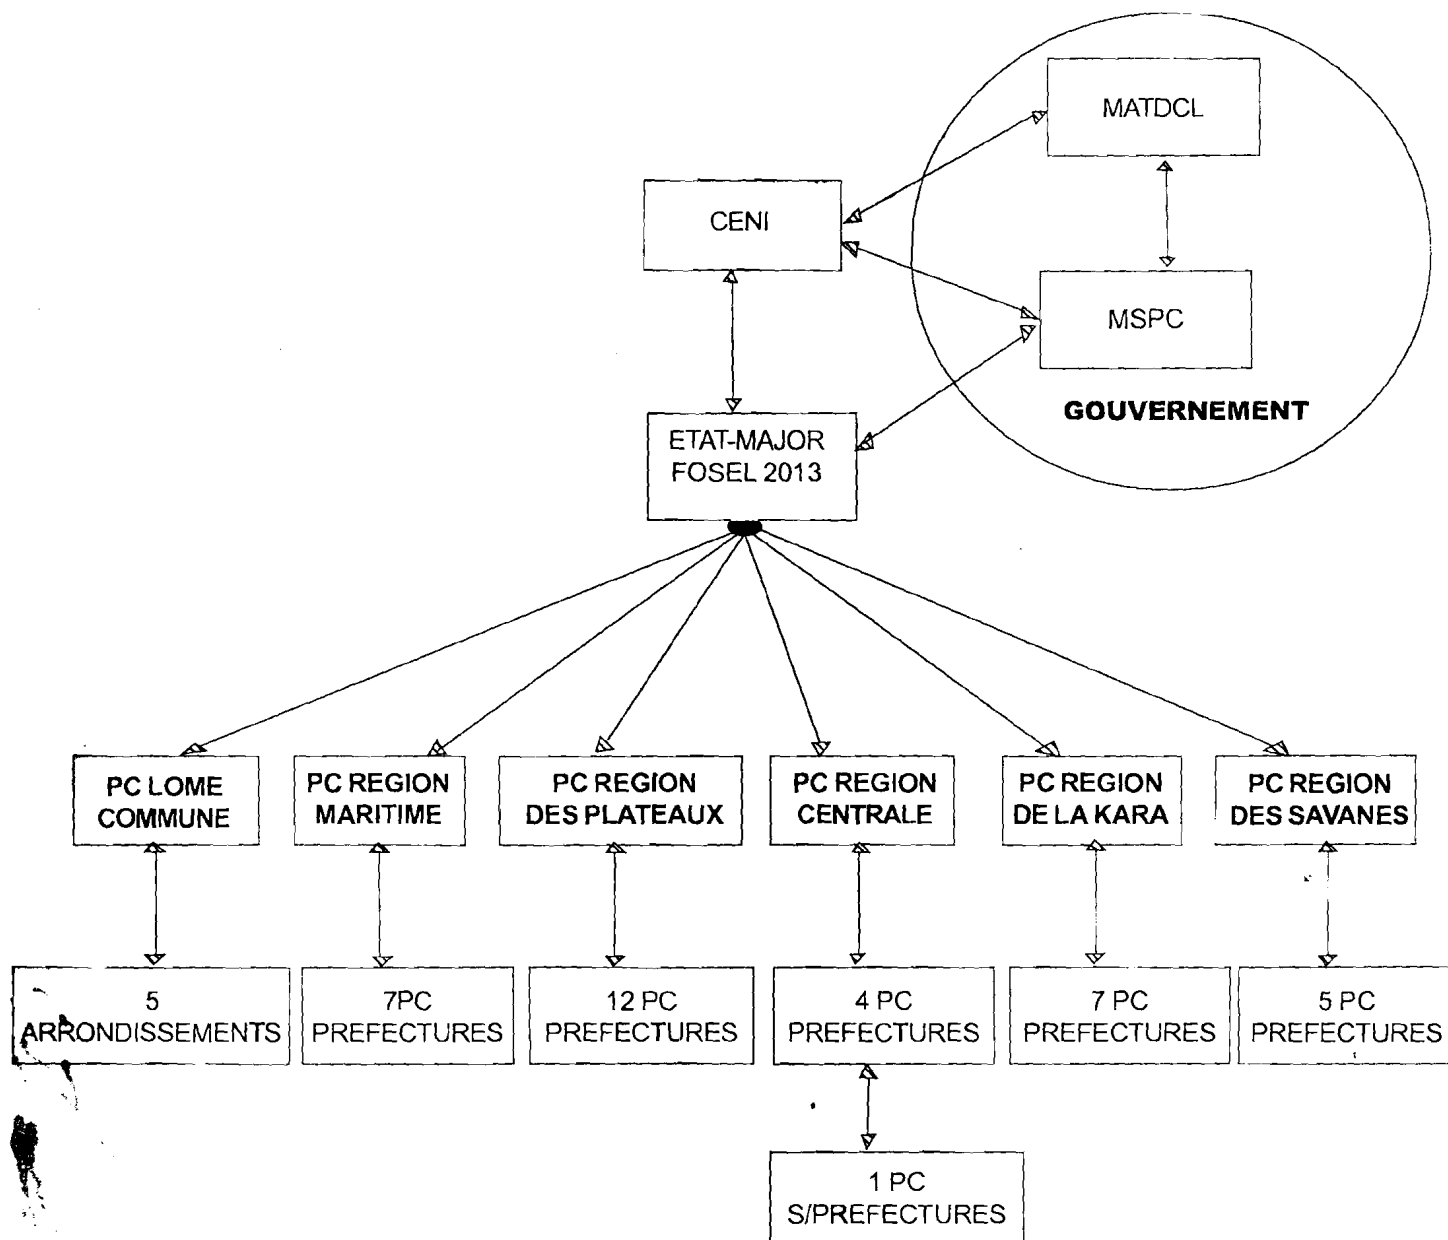 MATDCL
CENI
MSPC
GOUVERNEMENT
ETAT-MAJOR
FOSEL 2013
PC LOME
COMMUNE
PC REGION
MARITIME
PC REGION
DES PLATEAUX
PC REGION
CENTRALE
PC REGION
DE LA KARA
PC REGION
DES SAVANES
5
ARRONDISSEMENTS
7PC
PREFECTURES
12 PC
PREFECTURES
4 PC
PREFECTURES
7 PC
PREFECTURES
5 PC
PREFECTURES
1 PC
S/PREFECTURES